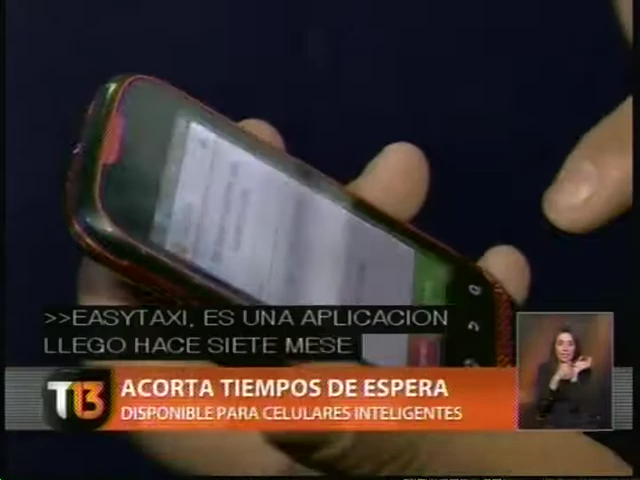 >>EASYTAXI, ES UNA APLICACION
LLEGO HACE SIETE MESE
T13
ACORTA TIEMPOS DE ESPERA
DISPONIBLE PARA CELULARES INTELIGENTES